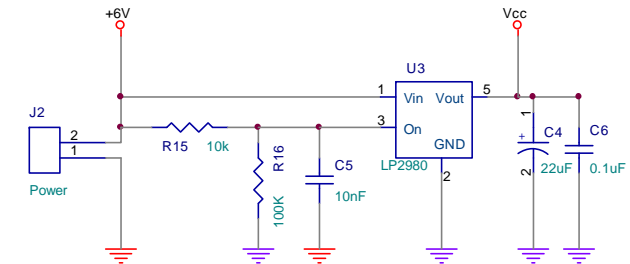 +6V
Vcc
U3
1
Vin
Vout
5
J2
3
On
1
C4
C6
+
2
R15
10k
GND
1
R16
C5
LP2980
2
22uF
0.1uF
2
Power
100K
10nF